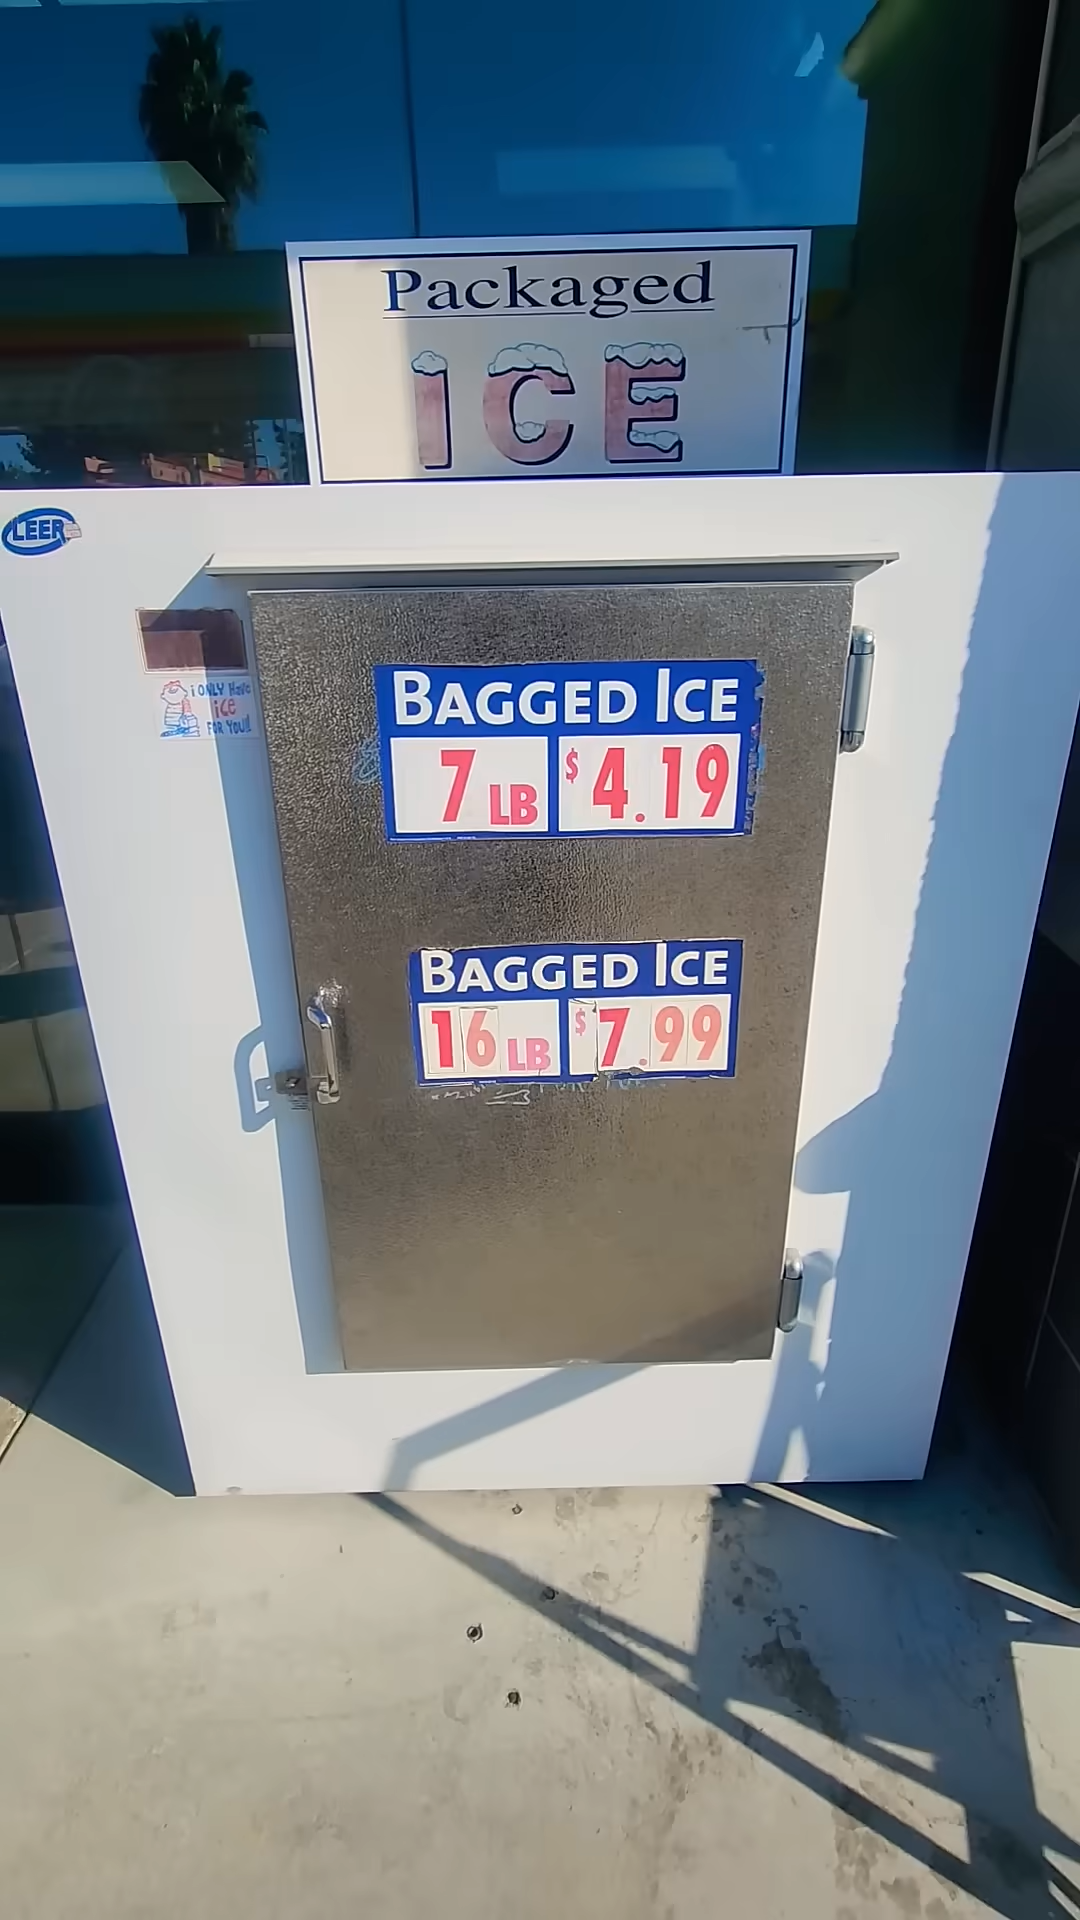 Packaged
ICE
LEER
i ONLY Have
ice
FOR YOU!!
BAGGED ICE
7 LB $4.19
BAGGED ICE
16 LB $7.99